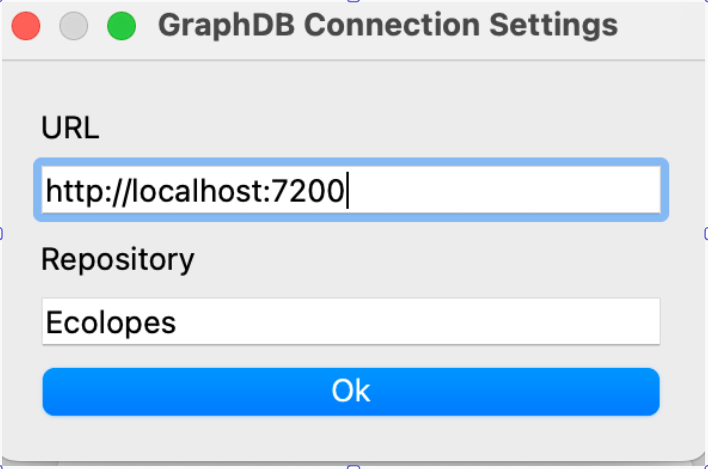 GraphDB Connection Settings
URL
http://localhost:7200
Repository
Ecolopes
Ok